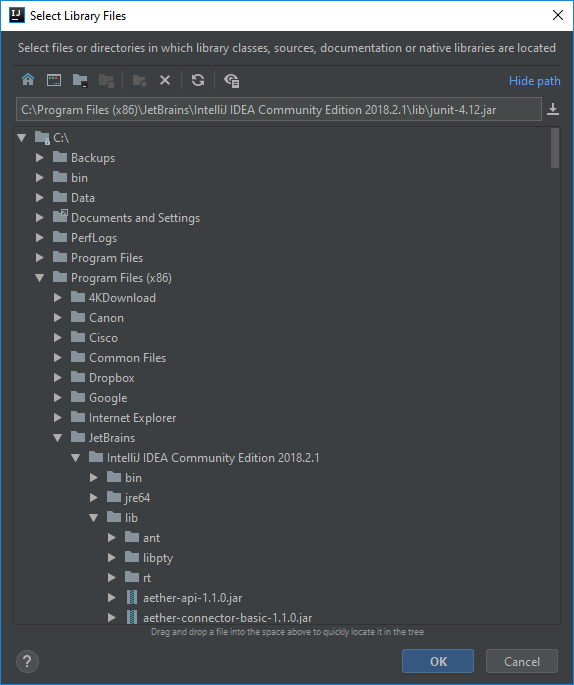 IJ
Select Library Files
Select files or directories in which library classes, sources, documentation or native libraries are located
Hide path
C:\Program Files (x86)\JetBrains\IntelliJ IDEA Community Edition 2018.2.1\lib\junit-4.12.jar
C:\
Backups
bin
Data
Documents and Settings
PerfLogs
Program Files
Program Files (x86)
4KDownload
Canon
Cisco
Common Files
Dropbox
Google
Internet Explorer
JetBrains
IntelliJ IDEA Community Edition 2018.2.1
bin
jre64
lib
ant
libpty
rt
aether-api-1.1.0.jar
aether-connector-basic-1.1.0.jar
Drag and drop a file into the space above to quickly locate it in the tree
?
OK
Cancel